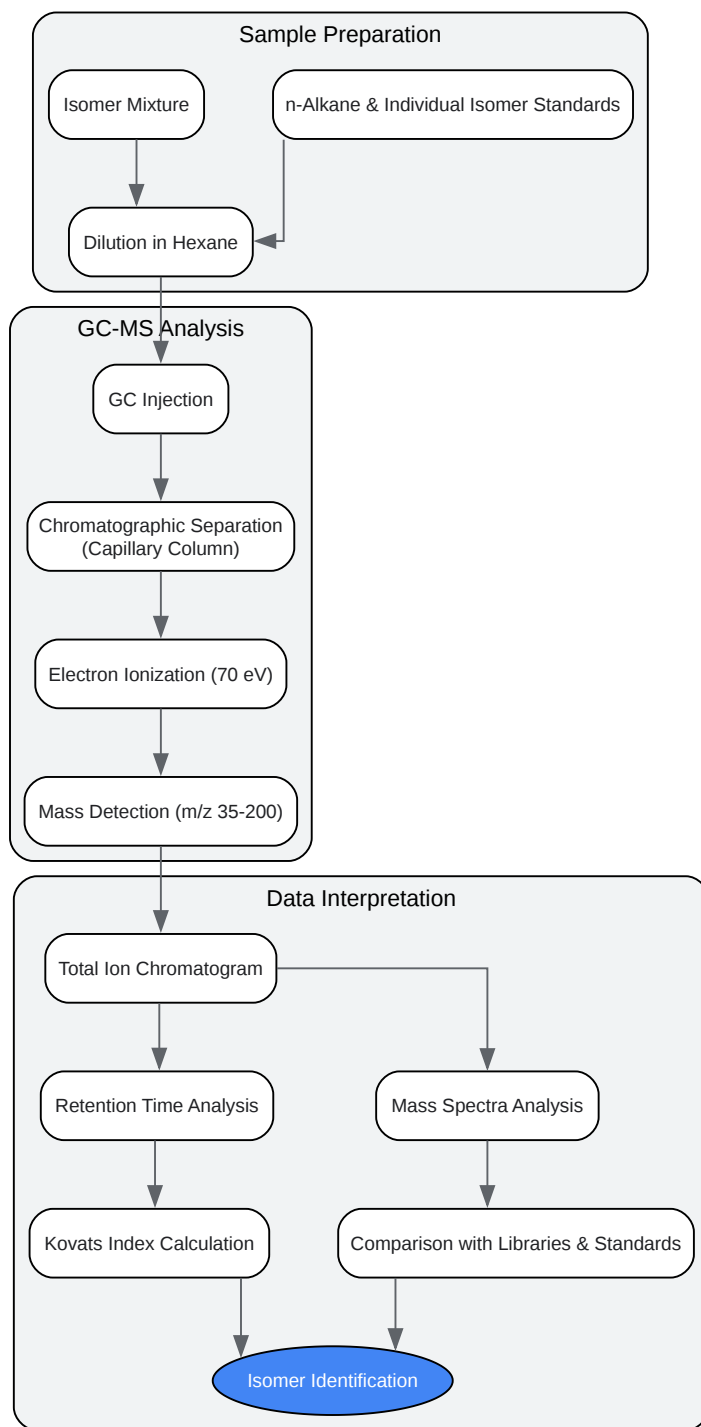 Sample Preparation
Isomer Mixture
n-Alkane & Individual Isomer Standards
Dilution in Hexane
GC-MS Analysis
GC Injection
Chromatographic Separation
(Capillary Column)
Electron Ionization (70 eV)
Mass Detection (m/z 35-200)
Data Interpretation
Total Ion Chromatogram
Retention Time Analysis
Mass Spectra Analysis
Kovats Index Calculation
Comparison with Libraries & Standards
Isomer Identification